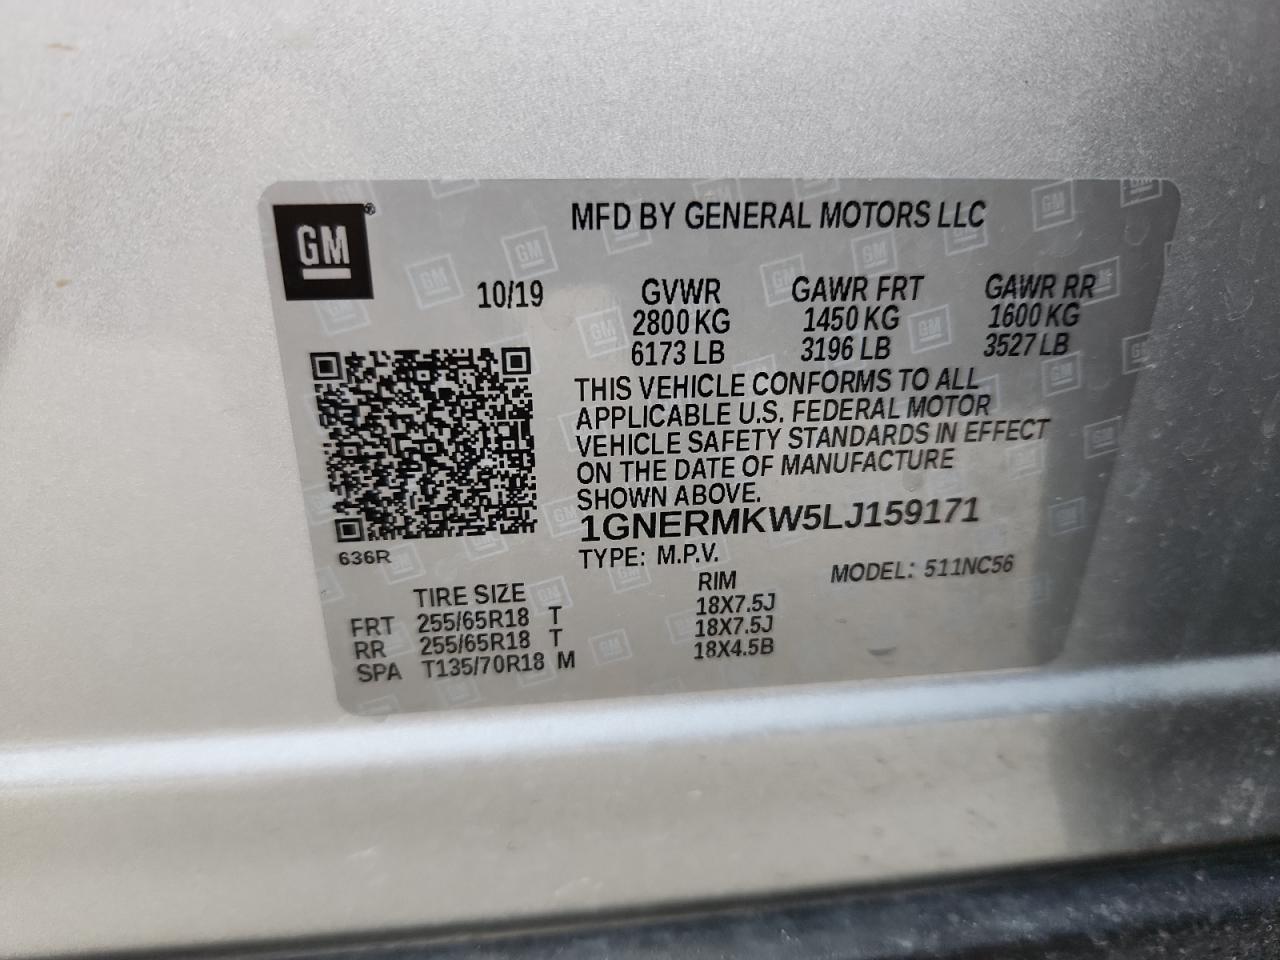 GM®
MFD BY GENERAL MOTORS LLC
10/19 GVWR GAWR FRT GAWR RR
2800 KG 1450 KG 1600 KG
6173 LB 3196 LB 3527 LB
THIS VEHICLE CONFORMS TO ALL
APPLICABLE U.S. FEDERAL MOTOR
VEHICLE SAFETY STANDARDS IN EFFECT
ON THE DATE OF MANUFACTURE
SHOWN ABOVE.
1GNERMKW5LJ159171
636R
TYPE: M.P.V. MODEL: 511NC56
TIRE SIZE RIM
FRT 255/65R18 T 18X7.5J
RR 255/65R18 T 18X7.5J
SPA T135/70R18 M 18X4.5B